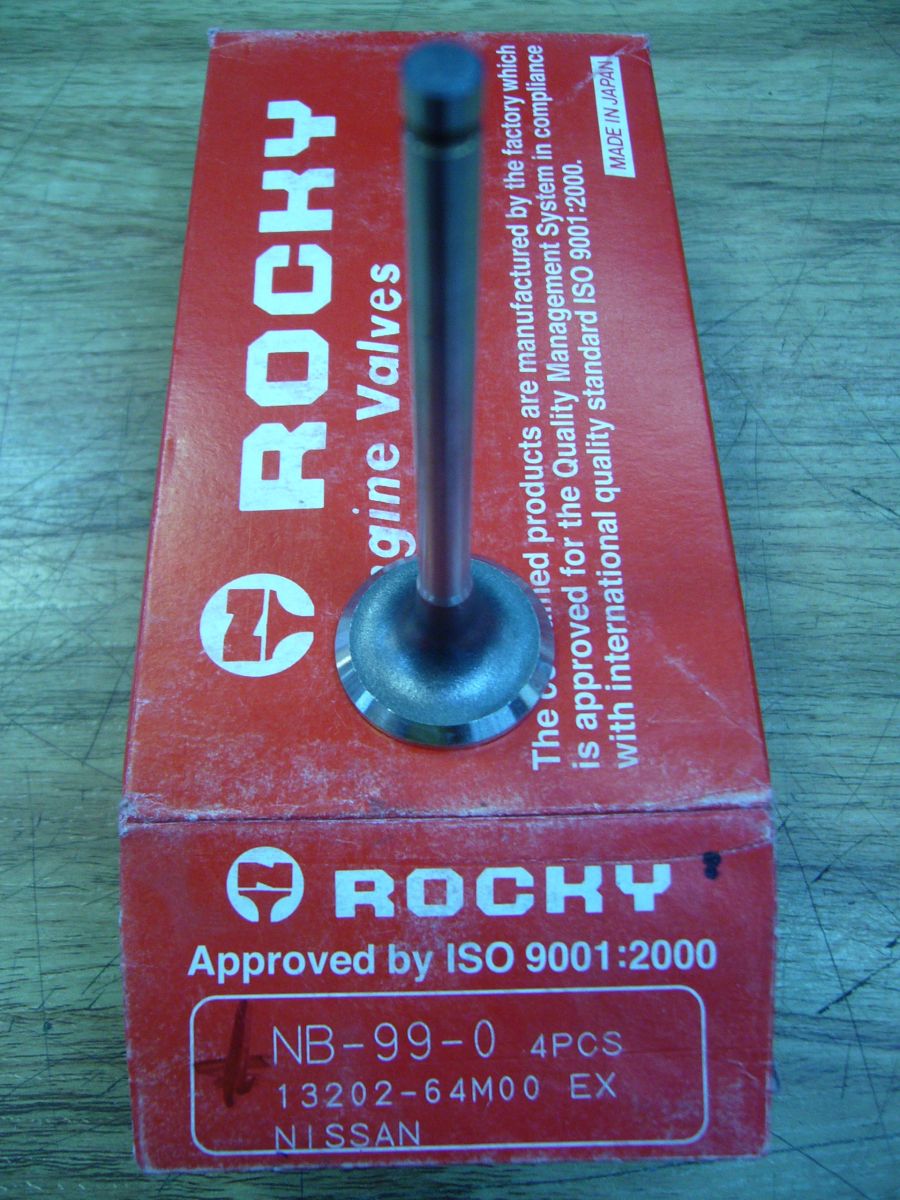 ROCKY
gine Valves
The ned products are manufactured by the factory which
is approved for the Quality Management System in compliance
with international quality standard ISO 9001:2000.
MADE IN JAPAN
ROCKY
Approved by ISO 9001:2000
NB-99-0 4PCS
13202-64M00 EX
NISSAN